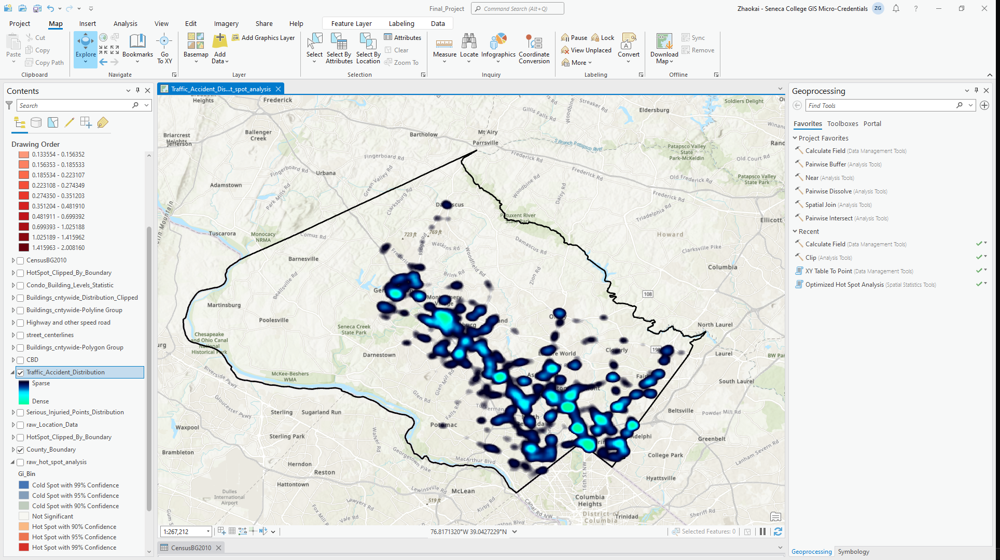 Final_Project
Command Search (Alt+Q)
Zhaokai - Seneca College GIS Micro-Credentials
ZG
Project
Map
Insert
Analysis
View
Edit
Imagery
Share
Help
Feature Layer
Labeling
Data
Paste
Cut
Copy
Copy Path
Clipboard
Explore
Bookmarks
Go
To XY
Navigate
Basemap
Add
Data
Add Graphics Layer
Layer
Select
Select By
Attributes
Select By
Location
Attributes
Clear
Zoom To
Selection
Measure
Locate
Infographics
Coordinate
Conversion
Inquiry
Pause
Lock
View Unplaced
More
Convert
Labeling
Download
Map
Sync
Remove
Offline
Contents
Search
Drawing Order
0.133554 - 0.156352
0.156353 - 0.185533
0.185534 - 0.223107
0.223108 - 0.274349
0.274350 - 0.351203
0.351204 - 0.481910
0.481911 - 0.699392
0.699393 - 1.025188
1.025189 - 1.415962
1.415963 - 2.008160
CensusBG2010
HotSpot_Clipped_By_Boundary
Condo_Building_Levels_Statistic
Buildings_cntywide_Distribution_Clipped
Buildings_cntywide-Polyline Group
Highway and other speed road
street_centerlines
Buildings_cntywide-Polygon Group
CBD
Traffic_Accident_Distribution
Sparse
Dense
Serious_Injuried_Points_Distribution
raw_Location_Data
HotSpot_Clipped_By_Boundary
County_Boundary
raw_hot_spot_analysis
Gi_Bin
Cold Spot with 99% Confidence
Cold Spot with 95% Confidence
Cold Spot with 90% Confidence
Not Significant
Hot Spot with 90% Confidence
Hot Spot with 95% Confidence
Hot Spot with 99% Confidence
Traffic_Accident_Dis...t_spot_analysis
Heights
Frederick
Gillis Falls Rd
Woodbine
Streaker Rd
Eldersburg
Soldiers Delight
Ballenger
Creek
Briarcrest
Heights
Jefferson
Bartholow
Mt Airy
Parrsville
S Branch Patapsco River
Patapsco Valley
State
Park-McKeldin
Old Court Rd
Fingerboard Rd
Frederick Rd
Fingerboard Rd
Urbana
Green Valley Rd
Frederick Rd
Old Frederick Rd
Patapsco Valley
State Park
Adamstown
Park Mills Rd
Clarksburg Rd
Woodbine Rd
Daisy Rd
Frederick Rd
Triadelphia Rd
Patuxent River
State Park
Ellicott
Tuscarora
Monocacy
NRMA
Comus Rd
723 ft
769 ft
Ridge Rd
Watkins Rd
Howard
Damascus Rd
Clarksville Pike
Barnesville
Woodfield Rd
Brink Rd
Zion Rd
Columbia
Beallsville Rd
108
Martinsburg
Poolesville
Seneca Creek
State Park
Chesapeake
and Ohio Canal
National
Historical Park
North Laurel
198
Laurel
BW Par
Darnestown
Cloverly
Riverside Pkwy
McKee-Beshers
WMA
Glen Mill Rd
South Laurel
Gloucester Pkwy
Glen Rd
Falls Rd
Sterling
Sugarland Run
Beltsville
Powder Mill Rd
Waxpool
Potomac
Sterling Park
Adelphi
Greenbelt
Brambleton
Georgetown Pike
MacArthur Blvd
College Park
Lanham Severn Rd
Herndon
Reston
Hyattsville
Hattontown
Lewinsville Rd
McLean
16th St NW
Dulles
International
Airport
Lawyers Rd
519 ft
Kirby Rd
Columbia
Heights
Fox Mill
Vale Rd
Canal Rd NW
District of
Columbia
Trinidad
Sheriff Rd
1:267,212
76.8171320°W 39.0427229°N
Selected Features: 0
CensusBG2010
Geoprocessing
Find Tools
Favorites
Toolboxes
Portal
Project Favorites
Calculate Field (Data Management Tools)
Pairwise Buffer (Analysis Tools)
Near (Analysis Tools)
Pairwise Dissolve (Analysis Tools)
Spatial Join (Analysis Tools)
Pairwise Intersect (Analysis Tools)
Recent
Calculate Field (Data Management Tools)
Clip (Analysis Tools)
XY Table To Point (Data Management Tools)
Optimized Hot Spot Analysis (Spatial Statistics Tools)
Geoprocessing
Symbology